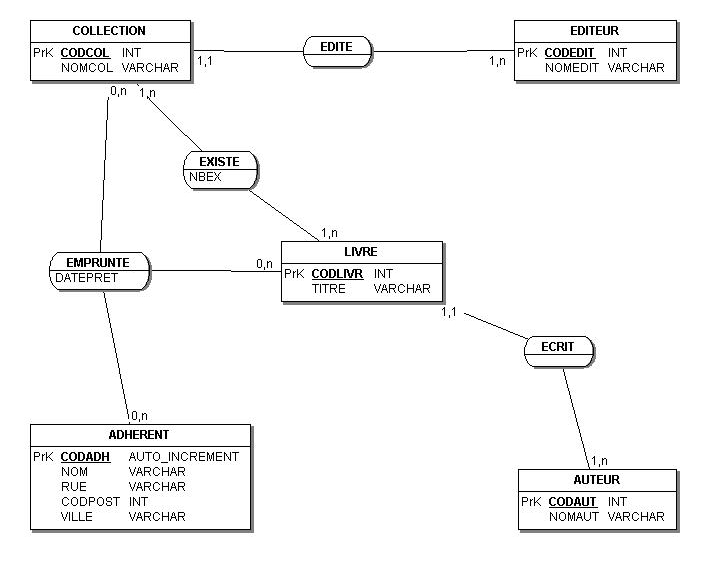 COLLECTION
PrK CODCOL INT
NOMCOL VARCHAR
1,1
EDITE
1,n
EDITEUR
PrK CODEDIT INT
NOMEDIT VARCHAR
0,n
1,n
EXISTE
NBEX
1,n
EMPRUNTE
DATEPRET
0,n
LIVRE
PrK CODLIVR INT
TITRE VARCHAR
1,1
ECRIT
0,n
ADHERENT
PrK CODADH AUTO_INCREMENT
NOM VARCHAR
RUE VARCHAR
CODPOST INT
VILLE VARCHAR
1,n
AUTEUR
PrK CODAUT INT
NOMAUT VARCHAR